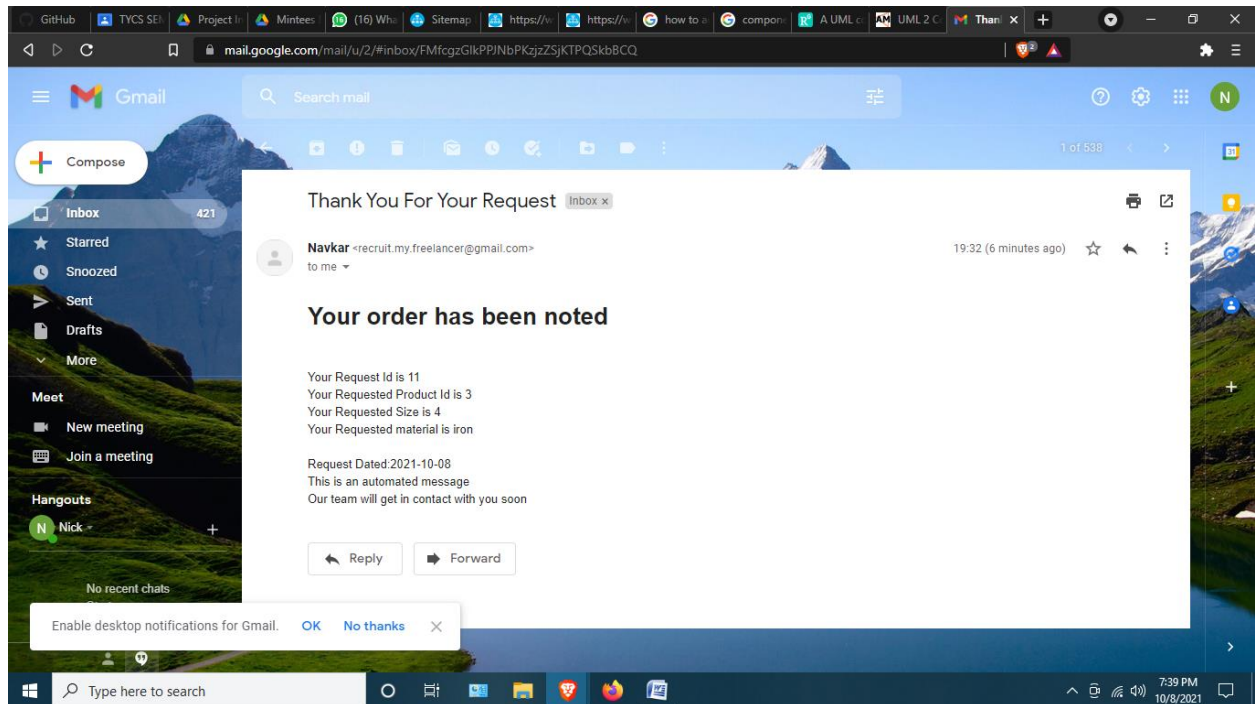 GitHub
TYCS SEM
Project In
Mintees
(16) Wha
Sitemap
https://w
https://w
how to a
compone
A UML c
UML 2 C
Than
mail.google.com/mail/u/2/#inbox/FMfcgzGlkPPJNbPKzjzZSjKTPQSkbBCQ
2
Gmail
Search mail
N
Compose
1 of 538
31
Thank You For Your Request Inbox x
Inbox 421
Starred
Navkar <recruit.my.freelancer@gmail.com> 19:32 (6 minutes ago)
to me
Snoozed
Sent
Drafts
More
Your order has been noted
Your Request Id is 11
Your Requested Product Id is 3
Your Requested Size is 4
Your Requested material is iron
Request Dated:2021-10-08
This is an automated message
Our team will get in contact with you soon
Reply Forward
Meet
New meeting
Join a meeting
Hangouts
N Nick
No recent chats
Enable desktop notifications for Gmail. OK No thanks
Type here to search
7:39 PM
10/8/2021